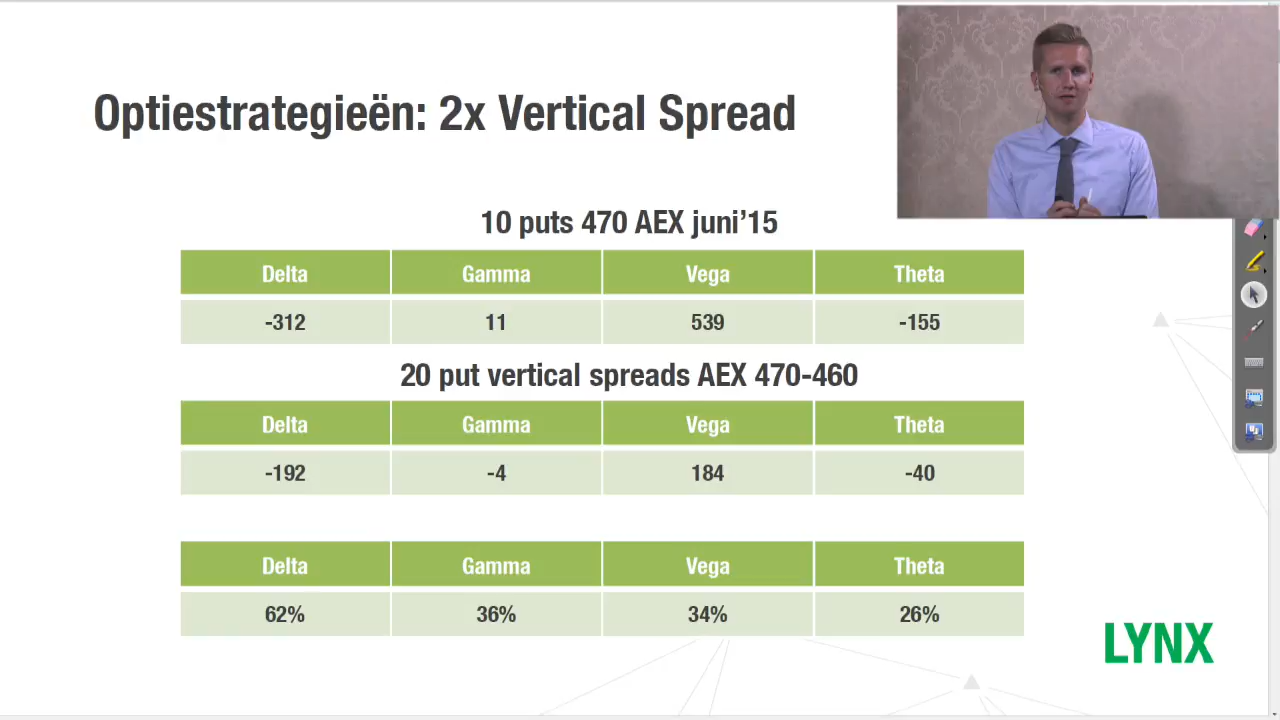 Optiestrategieën: 2x Vertical Spread
10 puts 470 AEX juni'15
Delta Gamma Vega Theta
-312 11 539 -155
20 put vertical spreads AEX 470-460
Delta Gamma Vega Theta
-192 -4 184 -40
Delta Gamma Vega Theta
62% 36% 34% 26%
LYNX